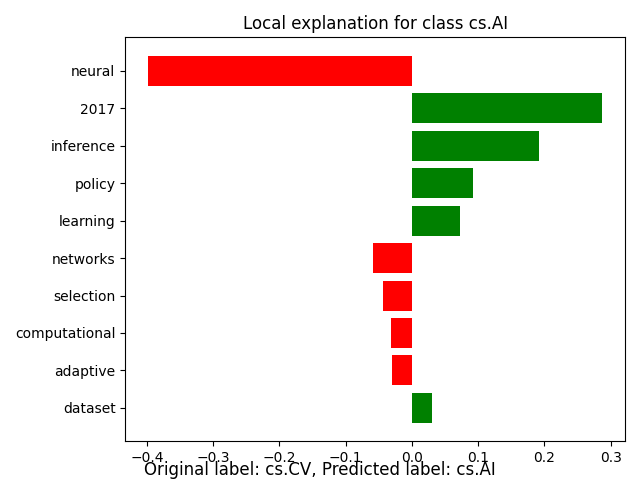 Local explanation for class cs.AI
neural
2017
inference
policy
learning
networks
selection
computational
adaptive
dataset
−0.4 −0.3 −0.2 −0.1 0.0 0.1 0.2 0.3
Original label: cs.CV, Predicted label: cs.AI